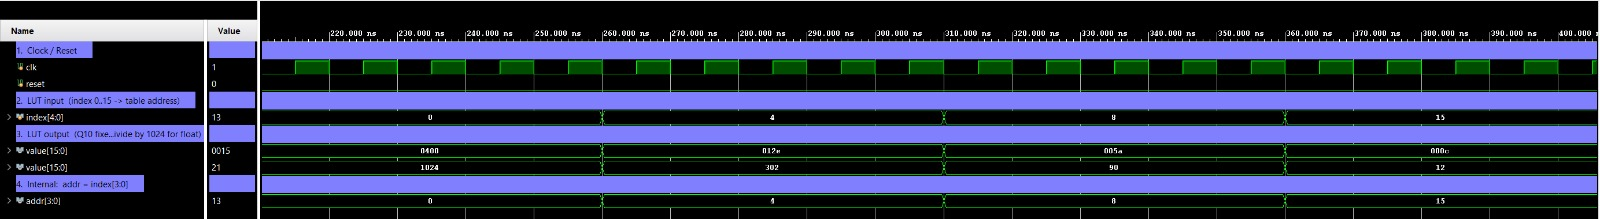 Name Value
220.000 ns 230.000 ns 240.000 ns 250.000 ns 260.000 ns 270.000 ns 280.000 ns 290.000 ns 300.000 ns 310.000 ns 320.000 ns 330.000 ns 340.000 ns 350.000 ns 360.000 ns 370.000 ns 380.000 ns 390.000 ns 400.000
1. Clock / Reset
clk 1
reset 0
2. LUT input (index 0..15 -> table address)
index[4:0] 13 0 4 8 15
3. LUT output (Q10 fixe...ivide by 1024 for float)
value[15:0] 0015 0400 012e 005a 000c
value[15:0] 21 1024 302 90 12
4. Internal: addr = index[3:0]
addr[3:0] 13 0 4 8 15